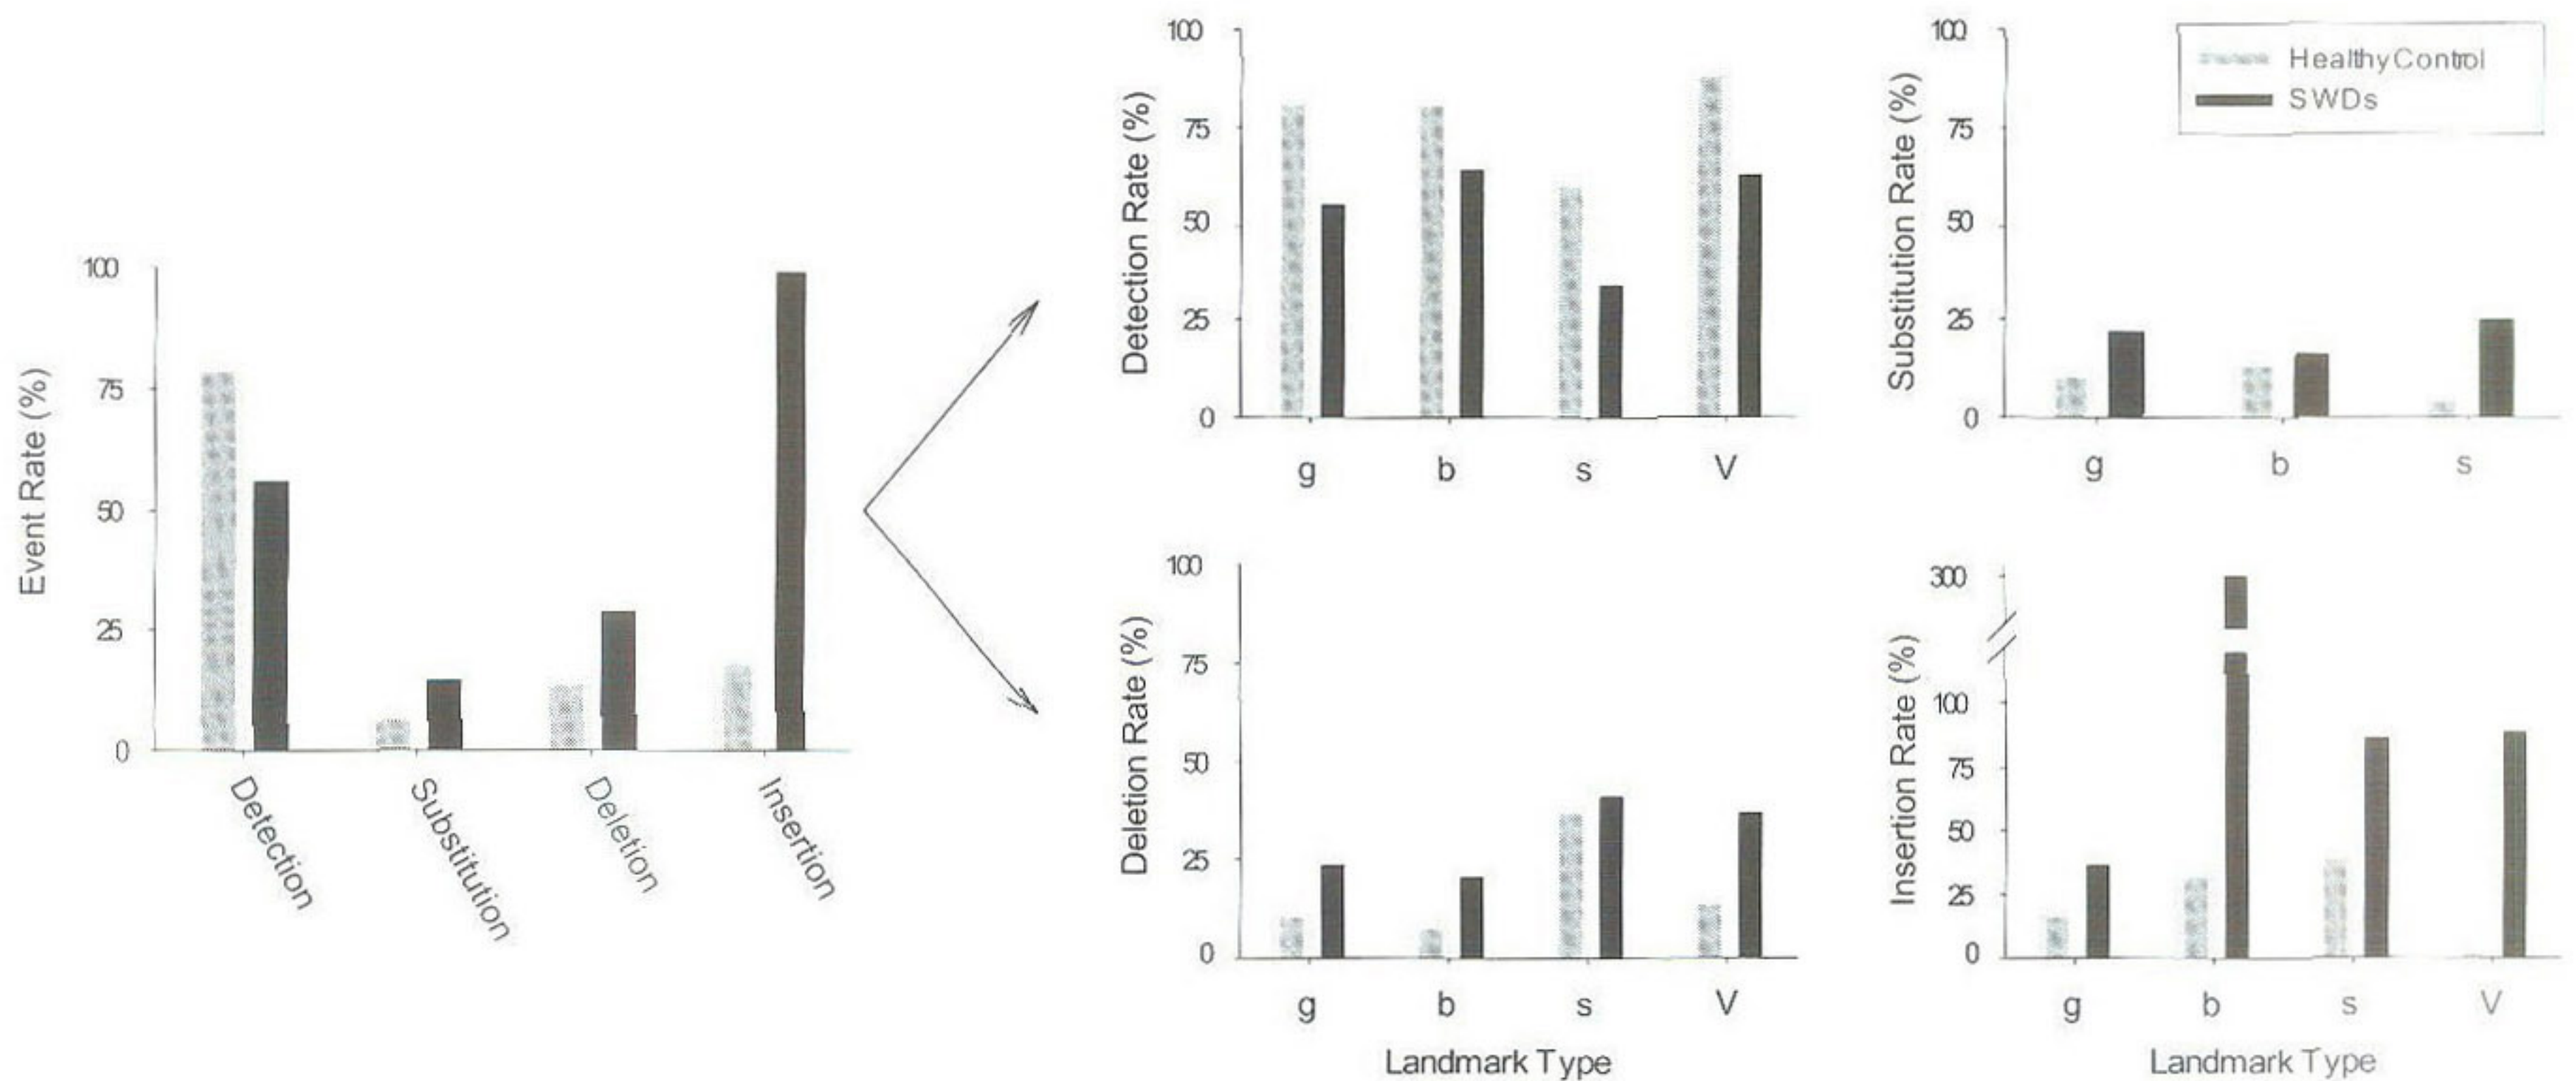 Event Rate (%)
100
75
50
25
0
Detection
Substitution
Deletion
Insertion
Detection Rate (%)
100
75
50
25
0
g b s V
Substitution Rate (%)
100
75
50
25
0
g b s
Healthy Control
SWDs
Deletion Rate (%)
100
75
50
25
0
g b s V
Landmark Type
Insertion Rate (%)
300
100
75
50
25
0
g b s V
Landmark Type